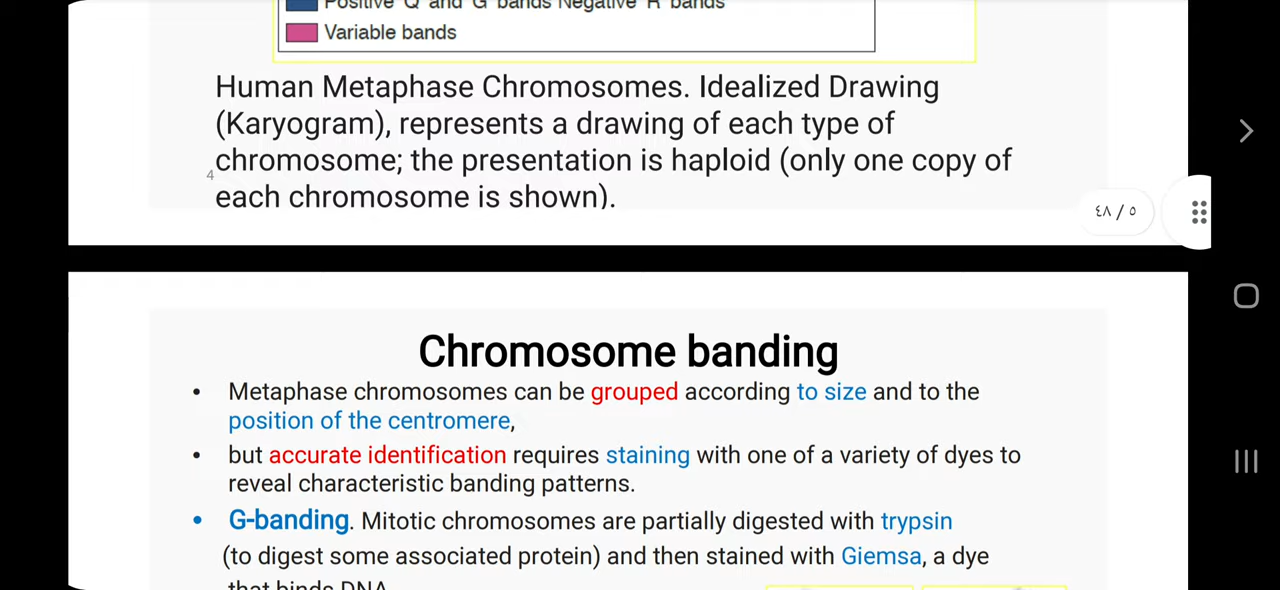 Positive 'Q' and 'G' bands Negative 'R' bands
Variable bands
Human Metaphase Chromosomes. Idealized Drawing
(Karyogram), represents a drawing of each type of
chromosome; the presentation is haploid (only one copy of
4
each chromosome is shown).
٤٨ / ٥
Chromosome banding
• Metaphase chromosomes can be grouped according to size and to the
position of the centromere,
• but accurate identification requires staining with one of a variety of dyes to
reveal characteristic banding patterns.
• G-banding. Mitotic chromosomes are partially digested with trypsin
(to digest some associated protein) and then stained with Giemsa, a dye
that binds DNA